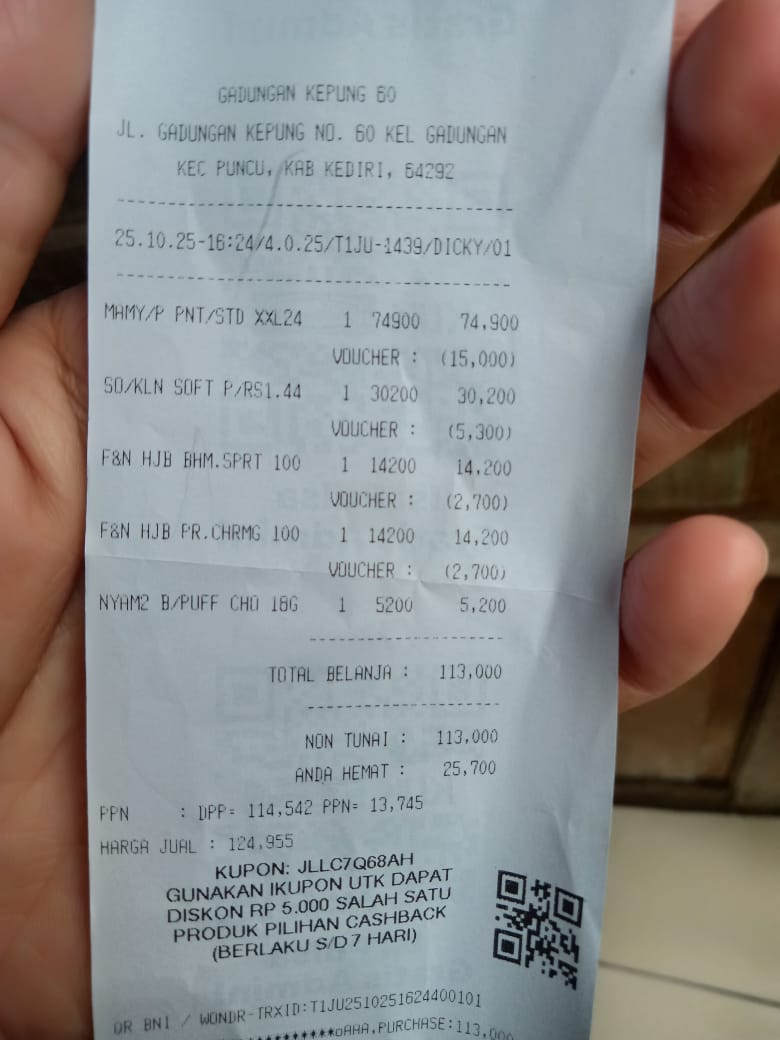 GADUNGAN KEPUNG 60
JL. GADUNGAN KEPUNG NO. 60 KEL GADUNGAN
KEC PUNCU, KAB KEDIRI, 64292
25.10.25-16:24/4.0.25/T1JU-1439/DICKY/01
MAMY/P PNT/STD XXL24 1 74900 74,900
VOUCHER : (15,000)
SO/KLN SOFT P/RS1.44 1 30200 30,200
VOUCHER : (5,300)
F&N HJB BHM.SPRT 100 1 14200 14,200
VOUCHER : (2,700)
F&N HJB PR.CHRMG 100 1 14200 14,200
VOUCHER : (2,700)
NYAM2 B/PUFF CHO 18G 1 5200 5,200
TOTAL BELANJA : 113,000
NON TUNAI : 113,000
ANDA HEMAT : 25,700
PPN : DPP= 114,542 PPN= 13,745
HARGA JUAL : 124,955
KUPON: JLLC7Q68AH
GUNAKAN IKUPON UTK DAPAT
DISKON RP 5.000 SALAH SATU
PRODUK PILIHAN CASHBACK
(BERLAKU S/D 7 HARI)
QR BNI / WONDR-TRXID:T1JU2510251624400101
PURCHASE:113,000